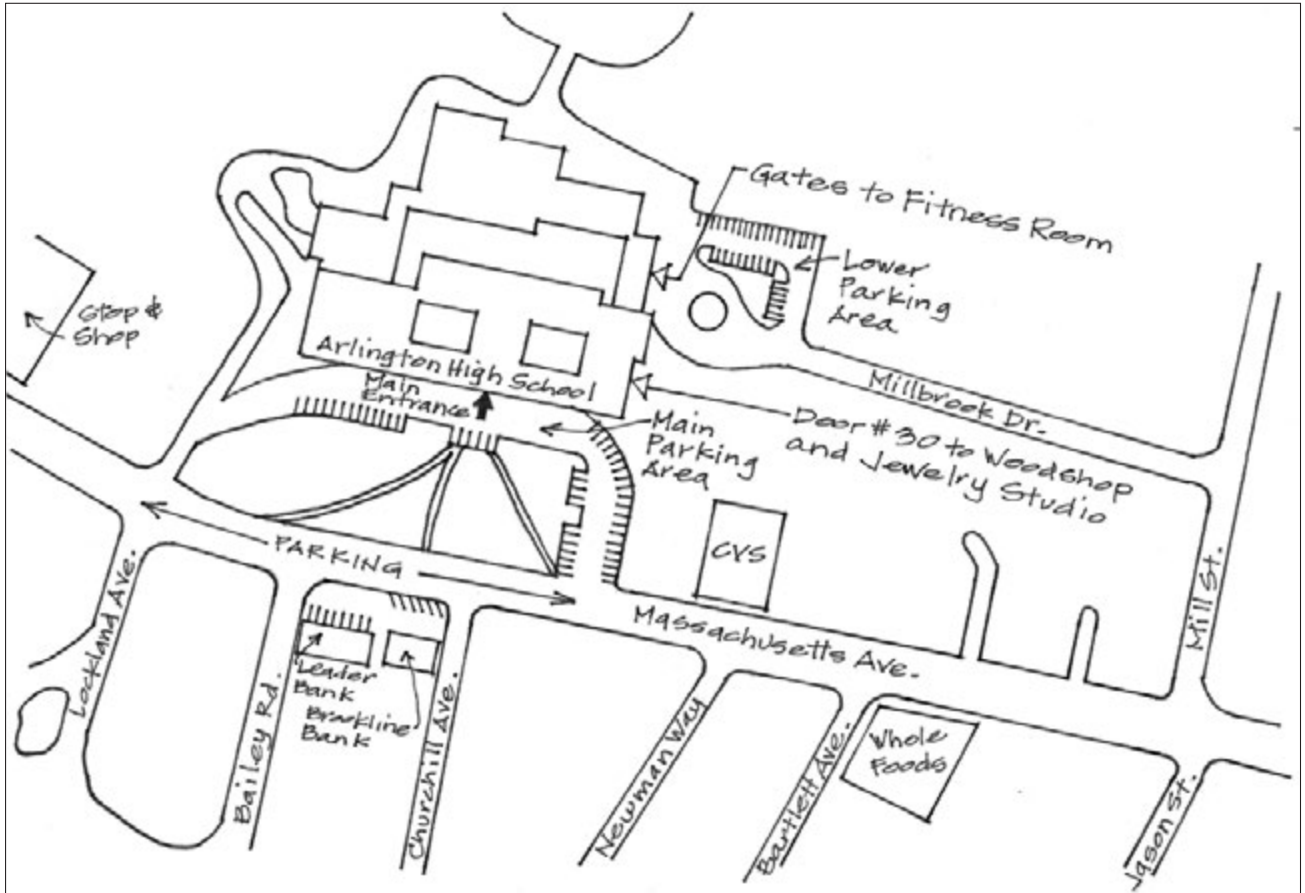 Gates to Fitness Room
Lower
Parking
Area
Stop &
Shop
Arlington High School
Main
Entrance
Main
Parking
Area
Millbrook Dr.
Door #30 to Woodshop
and Jewelry Studio
CVS
PARKING
Massachusetts Ave.
Mill St.
Lockland Ave.
Bailey Rd.
Leader
Bank
Brookline
Bank
Churchill Ave.
Newman Way
Bartlett Ave.
Whole
Foods
Jason St.